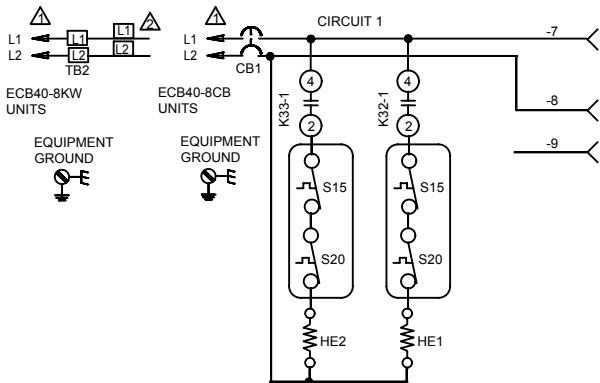 1 2 1 CIRCUIT 1
L1 L1 L1 L1 -7
L2 L2 L2 L2
TB2 CB1
ECB40-8KW
UNITS
ECB40-8CB
UNITS
4 4
K33-1 K32-1
2 2
-8
-9
EQUIPMENT
GROUND
EQUIPMENT
GROUND
S15 S15
S20 S20
HE2 HE1